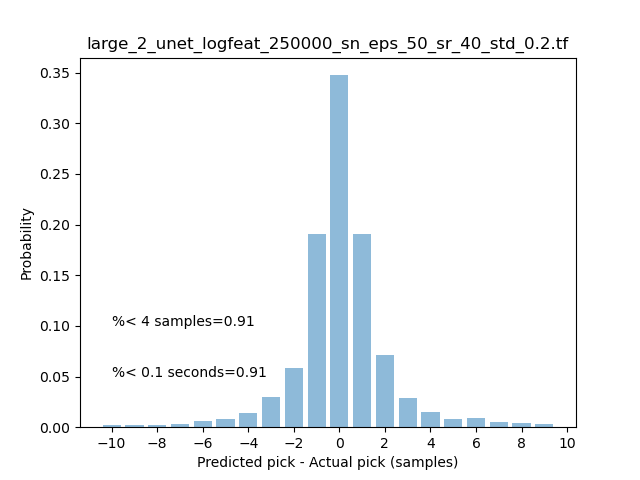 large_2_unet_logfeat_250000_sn_eps_50_sr_40_std_0.2.tf
0.35
0.30
0.25
0.20
0.15
0.10
0.05
0.00
Probability
%< 4 samples=0.91
%< 0.1 seconds=0.91
−10 −8 −6 −4 −2 0 2 4 6 8 10
Predicted pick - Actual pick (samples)